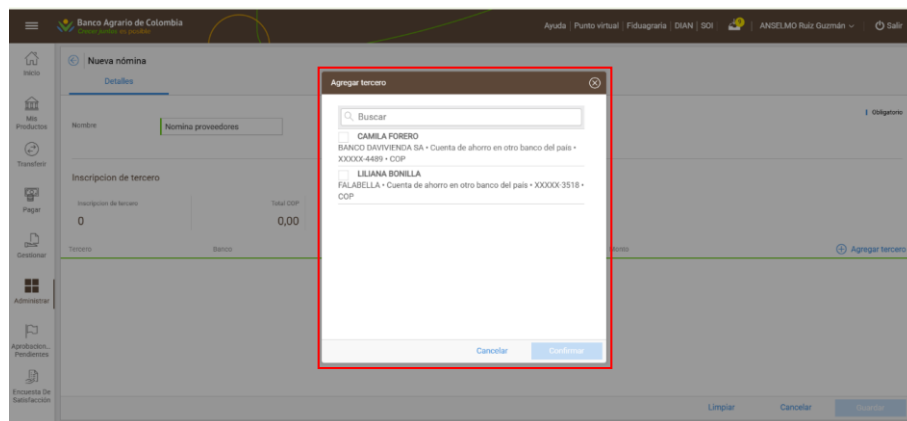 Banco Agrario de Colombia
Crecer juntos es posible
Ayuda | Punto virtual | Fiduagraria | DIAN | SOI
ANSELMO Ruiz Guzmán
Salir
Inicio
Mis
Productos
Transferir
Pagar
Gestionar
Administrar
Aprobacion...
Pendientes
Encuesta De
Satisfacción
Nueva nómina
Detalles
Obligatorio
Nombre
Nomina proveedores
Inscripcion de tercero
Inscripcion de tercero
Total COP
0
0,00
Tercero
Banco
Monto
Agregar tercero
Agregar tercero
Buscar
CAMILA FORERO
BANCO DAVIVIENDA SA • Cuenta de ahorro en otro banco del país •
XXXXX-4489 • COP
LILIANA BONILLA
FALABELLA • Cuenta de ahorro en otro banco del país • XXXXX-3518 •
COP
Cancelar
Confirmar
Limpiar
Cancelar
Guardar